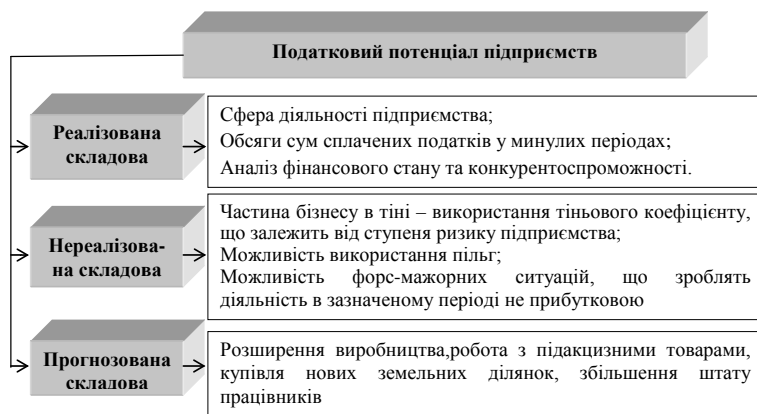 Податковий потенціал підприємств
Реалізована
складова
Сфера діяльності підприємства;
Обсяги сум сплачених податків у минулих періодах;
Аналіз фінансового стану та конкурентоспроможності.
Нереалізова-
на складова
Частина бізнесу в тіні – використання тіньового коефіцієнту,
що залежить від ступеня ризику підприємства;
Можливість використання пільг;
Можливість форс-мажорних ситуацій, що зроблять
діяльність в зазначеному періоді не прибутковою
Прогнозована
складова
Розширення виробництва,робота з підакцизними товарами,
купівля нових земельних ділянок, збільшення штату
працівників